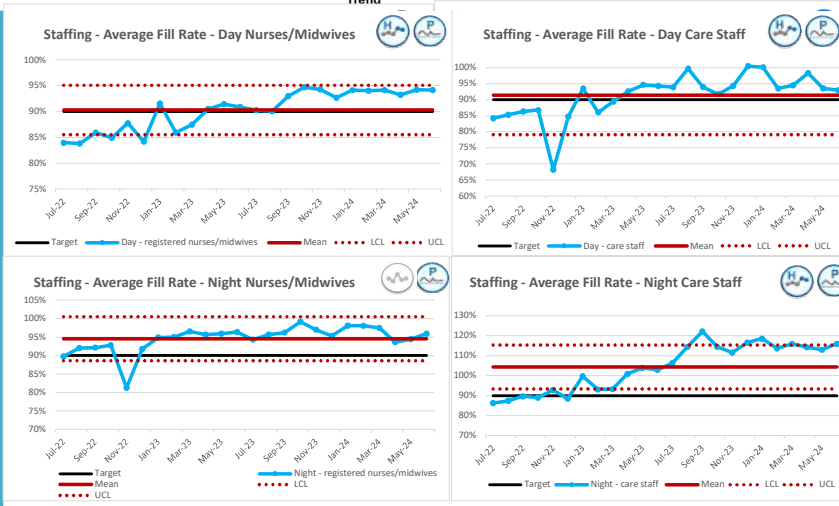 Trend
Staffing - Average Fill Rate - Day Nurses/Midwives
H
P
100%
95%
90%
85%
80%
75%
Jul-22 Sep-22 Nov-22 Jan-23 Mar-23 May-23 Jul-23 Sep-23 Nov-23 Jan-24 Mar-24 May-24
Target Day - registered nurses/midwives Mean LCL UCL
Staffing - Average Fill Rate - Day Care Staff
H
P
100%
95%
90%
85%
80%
75%
70%
65%
60%
Jul-22 Sep-22 Nov-22 Jan-23 Mar-23 May-23 Jul-23 Sep-23 Nov-23 Jan-24 Mar-24 May-24
Target Day - care staff Mean LCL UCL
Staffing - Average Fill Rate - Night Nurses/Midwives
P
105%
100%
95%
90%
85%
80%
75%
70%
Jul-22 Sep-22 Nov-22 Jan-23 Mar-23 May-23 Jul-23 Sep-23 Nov-23 Jan-24 Mar-24 May-24
Target Night - registered nurses/midwives
Mean LCL
UCL
Staffing - Average Fill Rate - Night Care Staff
H
P
130%
120%
110%
100%
90%
80%
70%
Jul-22 Sep-22 Nov-22 Jan-23 Mar-23 May-23 Jul-23 Sep-23 Nov-23 Jan-24 Mar-24 May-24
Target Night - care staff Mean LCL UCL